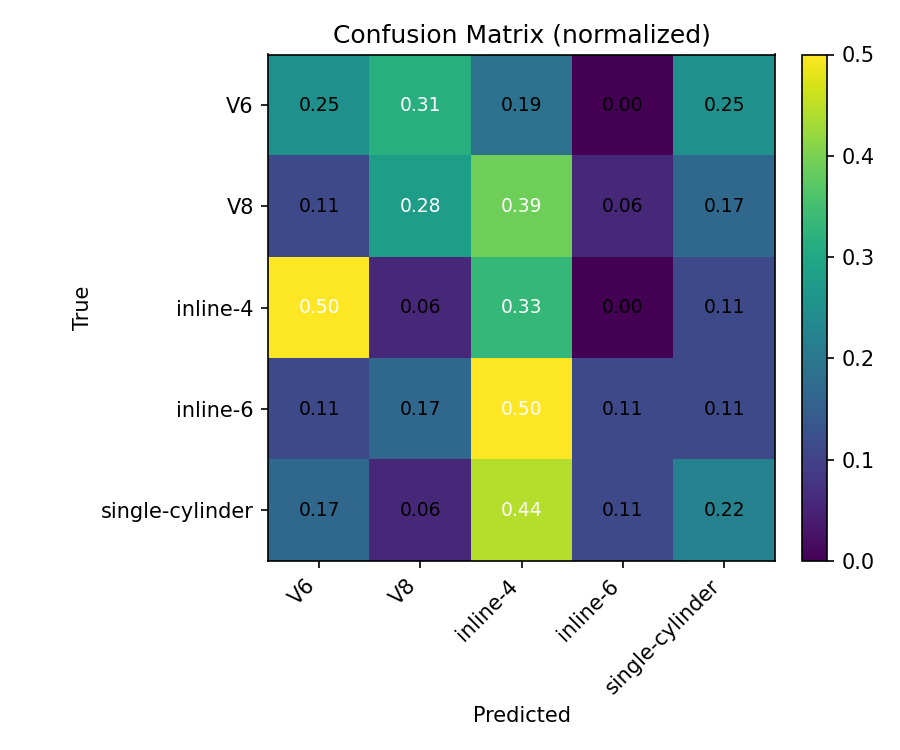 Confusion Matrix (normalized)
V6 0.25 0.31 0.19 0.00 0.25
V8 0.11 0.28 0.39 0.06 0.17
inline-4 0.50 0.06 0.33 0.00 0.11
inline-6 0.11 0.17 0.50 0.11 0.11
single-cylinder 0.17 0.06 0.44 0.11 0.22
True
V6 V8 inline-4 inline-6 single-cylinder
Predicted
0.5
0.4
0.3
0.2
0.1
0.0